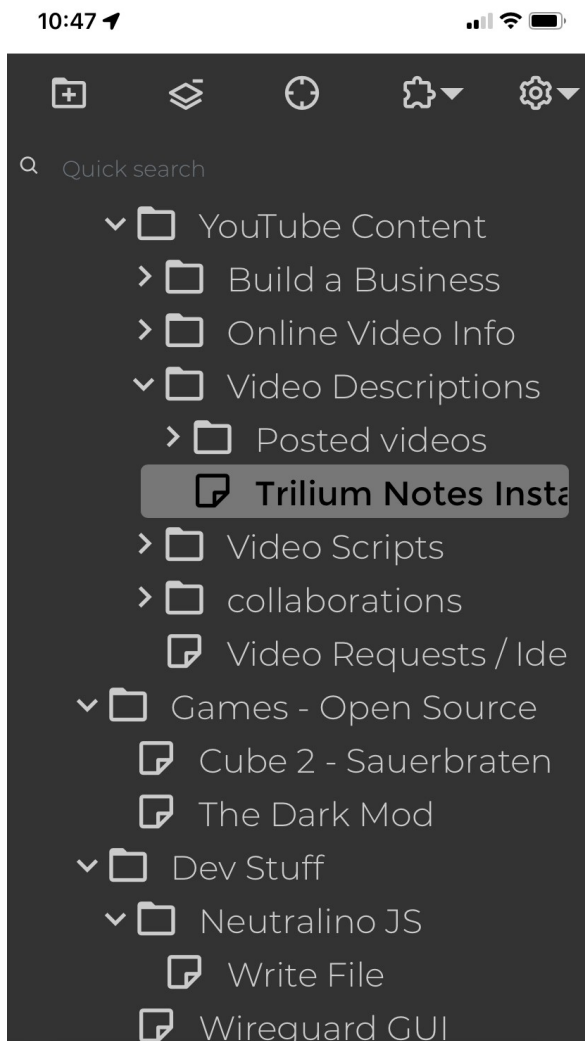 10:47
Quick search
YouTube Content
Build a Business
Online Video Info
Video Descriptions
Posted videos
Trilium Notes Insta
Video Scripts
collaborations
Video Requests / Ide
Games - Open Source
Cube 2 - Sauerbraten
The Dark Mod
Dev Stuff
Neutralino JS
Write File
Wireguard GUI